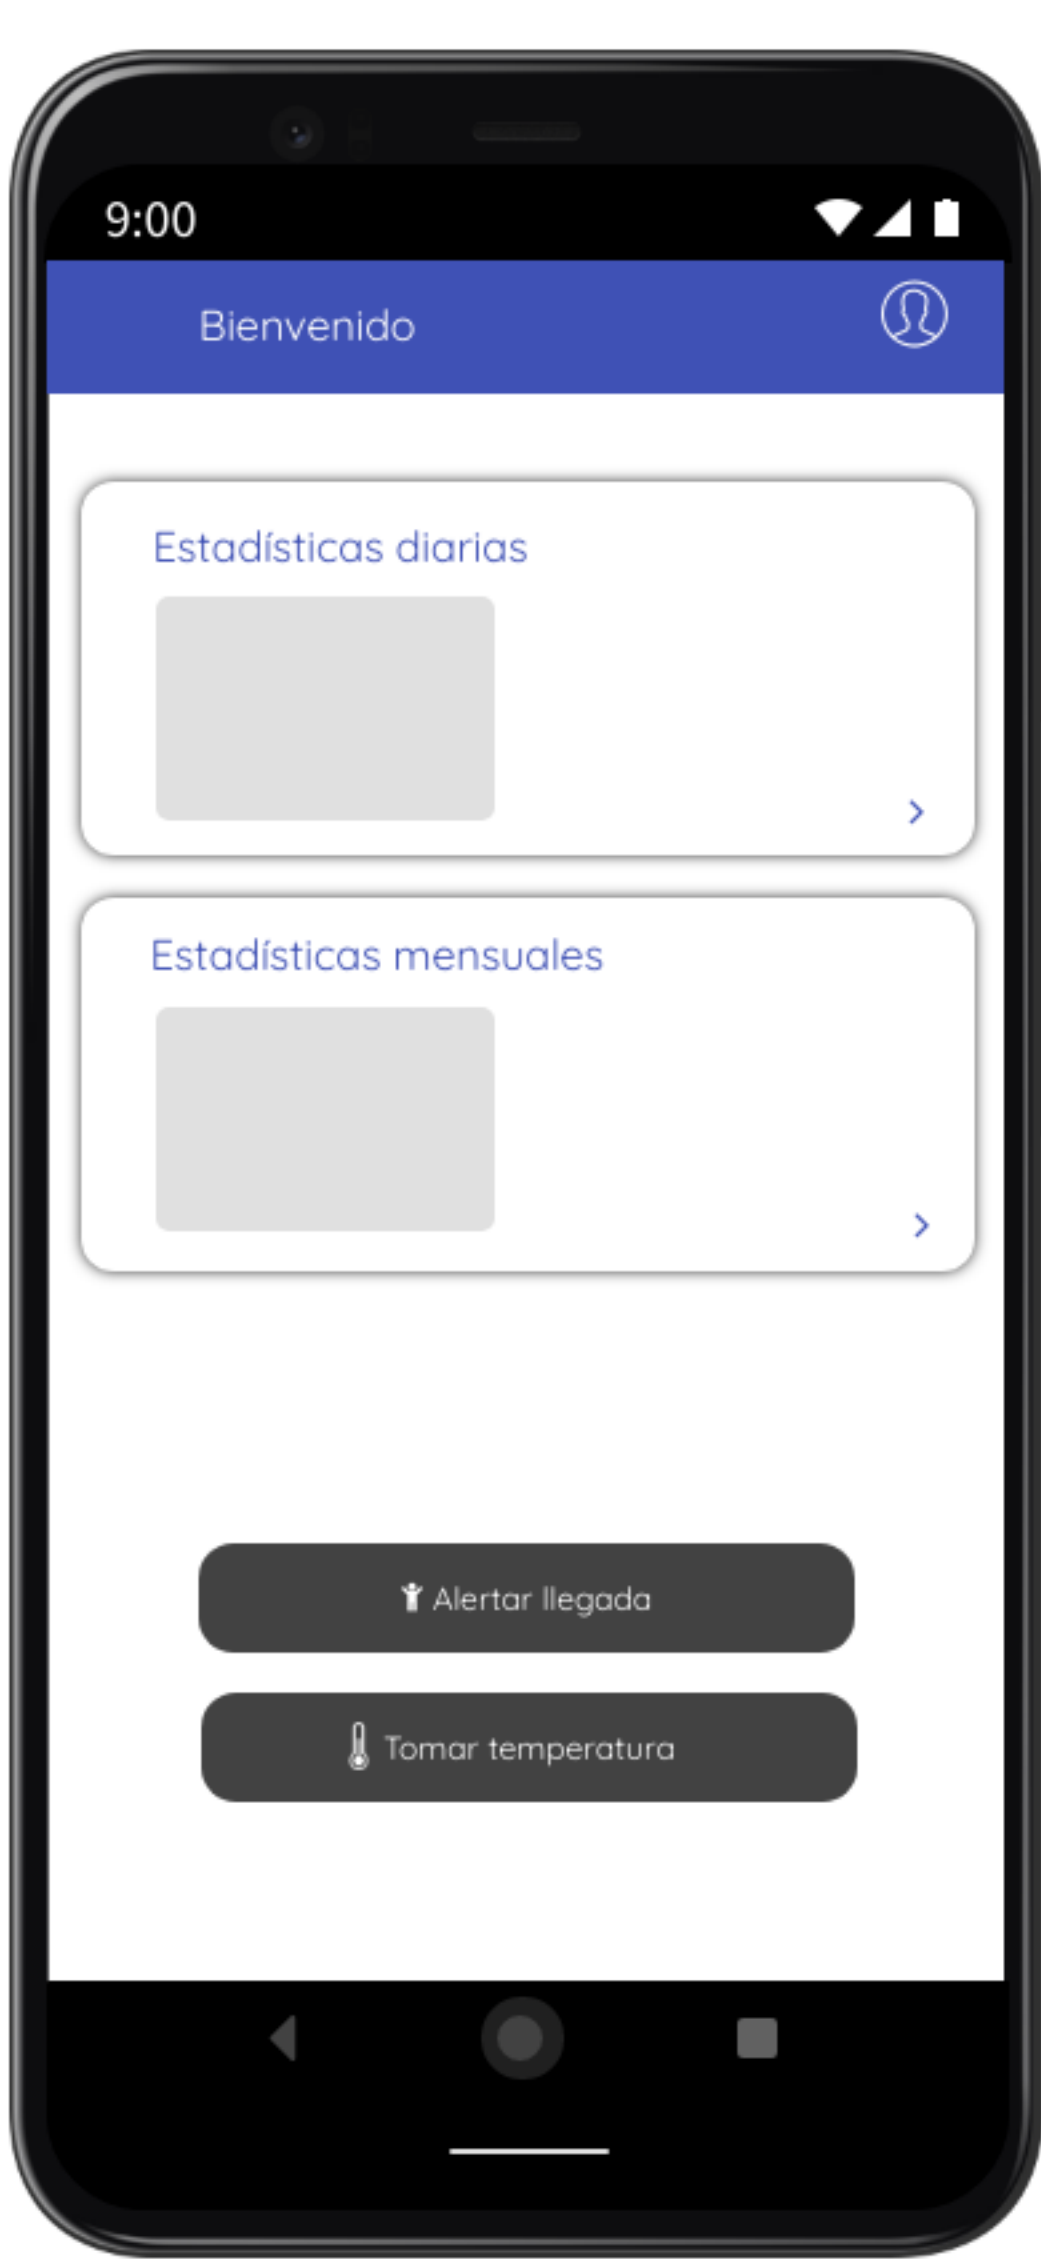 9:00
Bienvenido
Estadísticas diarias
Estadísticas mensuales
Alertar llegada
Tomar temperatura